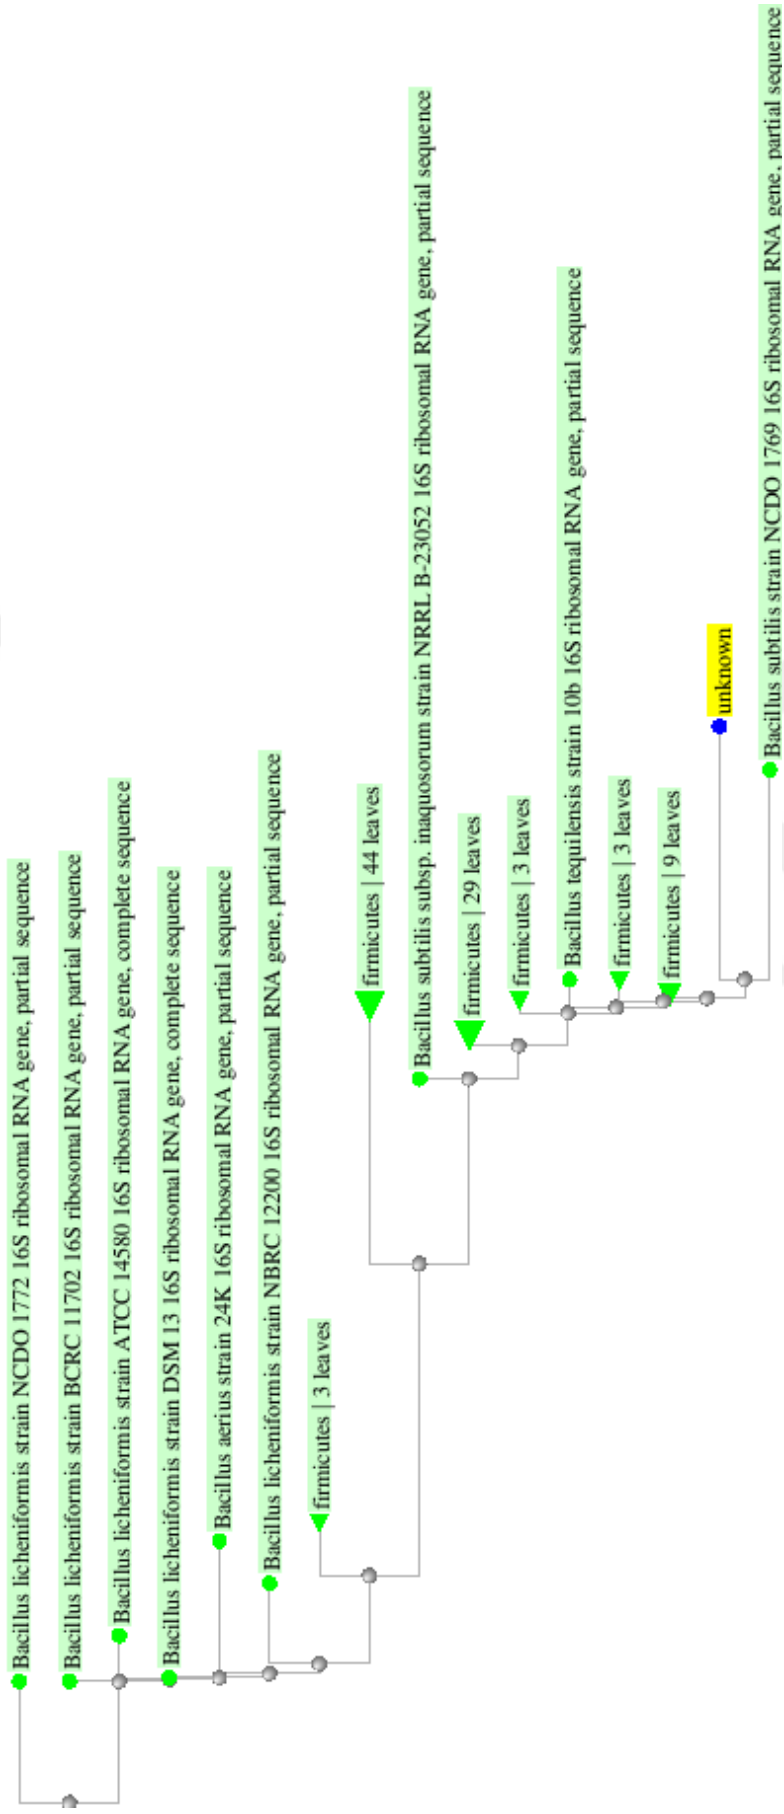 Bacillus licheniformis strain NCDO 1772 16S ribosomal RNA gene, partial sequence
Bacillus licheniformis strain BCRC 11702 16S ribosomal RNA gene, partial sequence
Bacillus licheniformis strain ATCC 14580 16S ribosomal RNA gene, complete sequence
Bacillus licheniformis strain DSM 13 16S ribosomal RNA gene, complete sequence
Bacillus aerius strain 24K 16S ribosomal RNA gene, partial sequence
Bacillus licheniformis strain NBRC 12200 16S ribosomal RNA gene, partial sequence
firmicutes | 3 leaves
firmicutes | 44 leaves
Bacillus subtilis subsp. inaquosorum strain NRRL B-23052 16S ribosomal RNA gene, partial sequence
firmicutes | 29 leaves
firmicutes | 3 leaves
Bacillus tequilensis strain 10b 16S ribosomal RNA gene, partial sequence
firmicutes | 3 leaves
firmicutes | 9 leaves
unknown
Bacillus subtilis strain NCDO 1769 16S ribosomal RNA gene, partial sequence